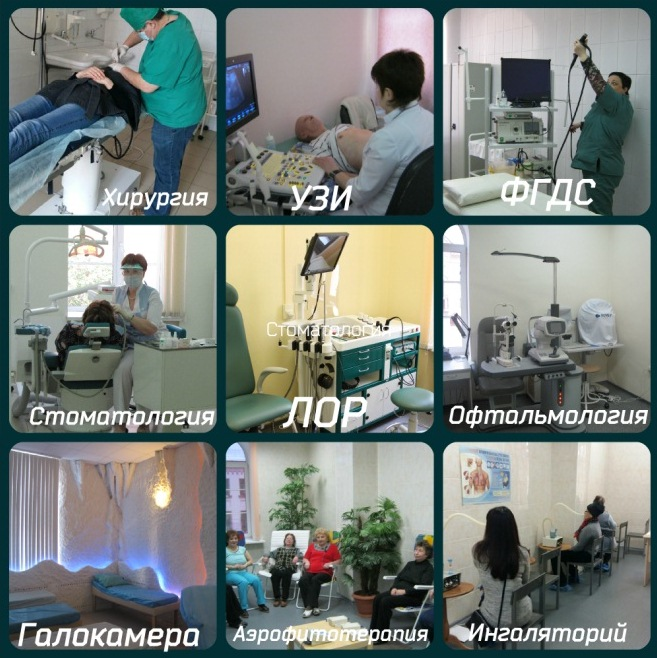 Хирургия
УЗИ
ФГДС
Стоматология
Стоматология
ЛОР
Офтальмология
Галокамера
Аэрофитотерапия
Ингаляторий